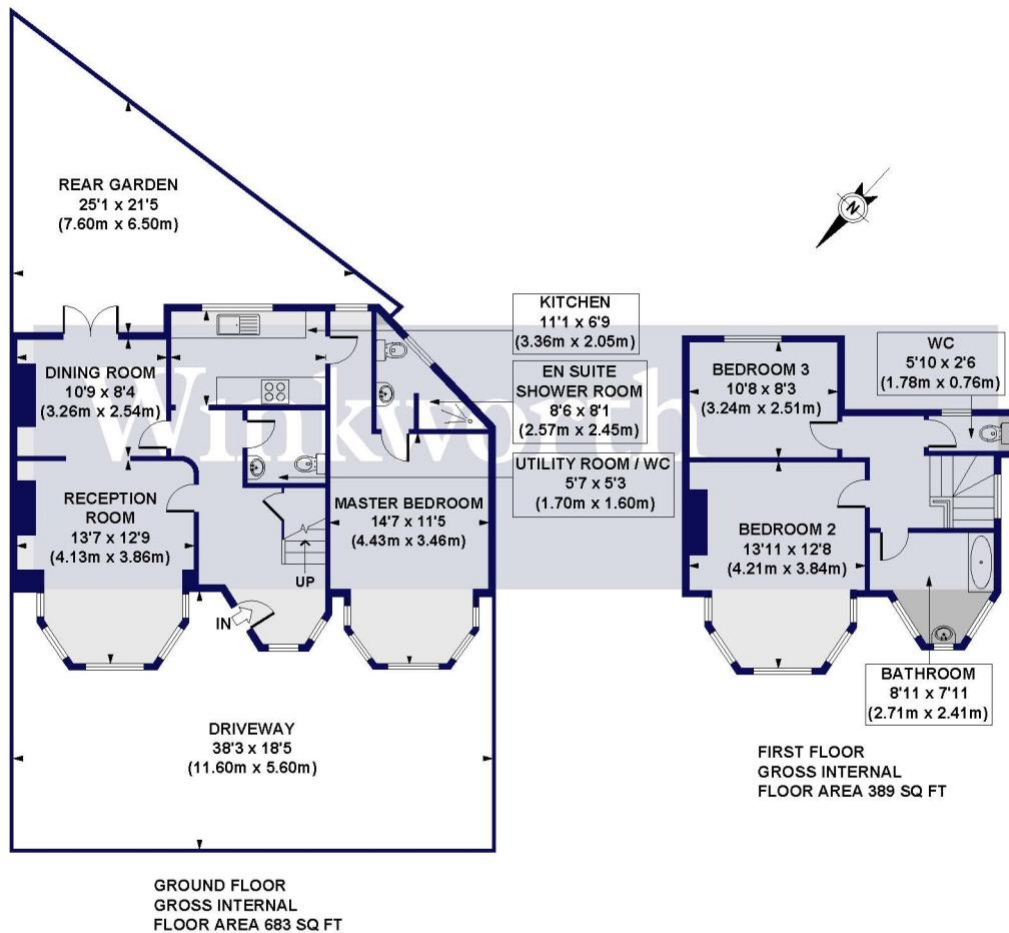 REAR GARDEN
25'1 x 21'5
(7.60m x 6.50m)
N
KITCHEN
11'1 x 6'9
(3.36m x 2.05m)
WC
5'10 x 2'6
(1.78m x 0.76m)
DINING ROOM
10'9 x 8'4
(3.26m x 2.54m)
EN SUITE
SHOWER ROOM
8'6 x 8'1
(2.57m x 2.45m)
BEDROOM 3
10'8 x 8'3
(3.24m x 2.51m)
Winkworth
UTILITY ROOM / WC
5'7 x 5'3
(1.70m x 1.60m)
RECEPTION
ROOM
13'7 x 12'9
(4.13m x 3.86m)
MASTER BEDROOM
14'7 x 11'5
(4.43m x 3.46m)
BEDROOM 2
13'11 x 12'8
(4.21m x 3.84m)
UP
IN
BATHROOM
8'11 x 7'11
(2.71m x 2.41m)
DRIVEWAY
38'3 x 18'5
(11.60m x 5.60m)
FIRST FLOOR
GROSS INTERNAL
FLOOR AREA 389 SQ FT
GROUND FLOOR
GROSS INTERNAL
FLOOR AREA 683 SQ FT